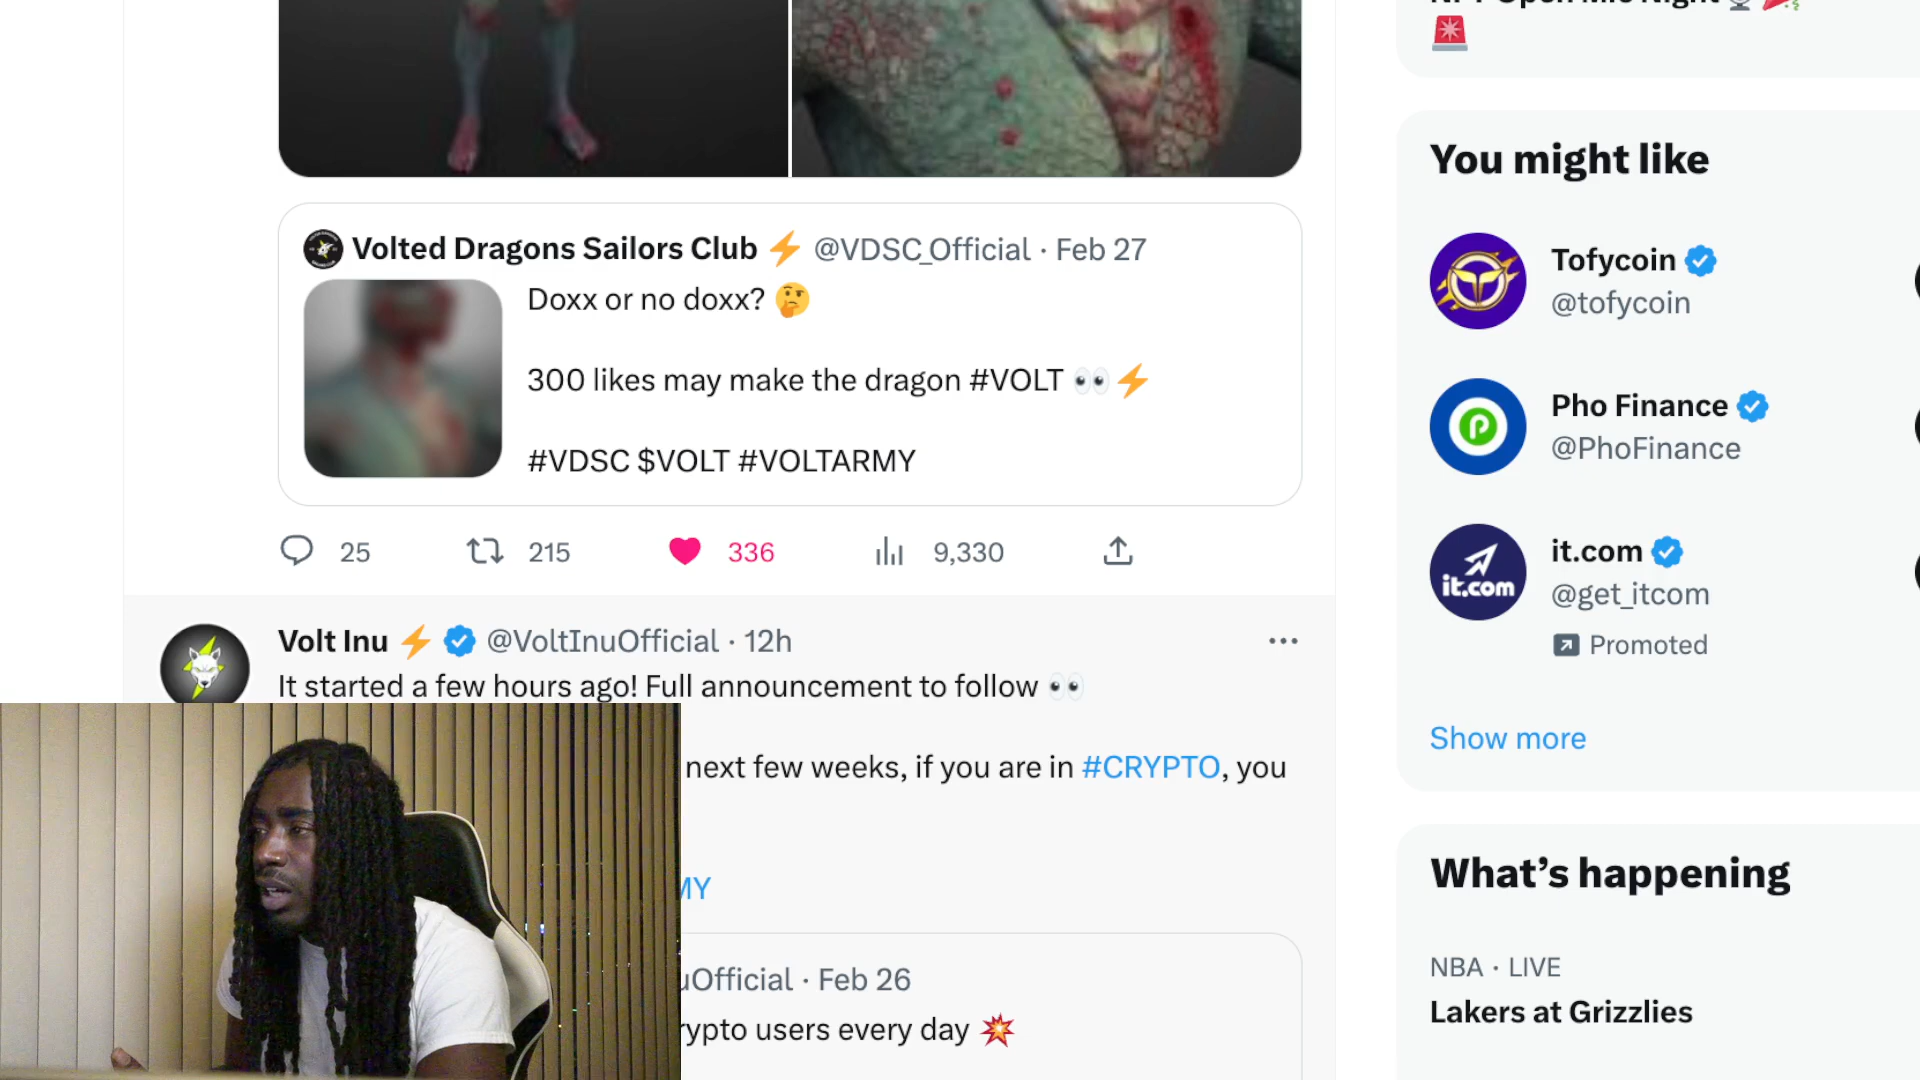 Volted Dragons Sailors Club ⚡ @VDSC_Official · Feb 27
Doxx or no doxx? 🤔
300 likes may make the dragon #VOLT 👀⚡
#VDSC $VOLT #VOLTARMY
25 215 336 9,330
Volt Inu ⚡ @VoltInuOfficial · 12h
It started a few hours ago! Full announcement to follow 👀
next few weeks, if you are in #CRYPTO, you
MY
uOfficial · Feb 26
rypto users every day 💥
You might like
Tofycoin
@tofycoin
Pho Finance
@PhoFinance
it.com
it.com
@get_itcom
Promoted
Show more
What's happening
NBA · LIVE
Lakers at Grizzlies